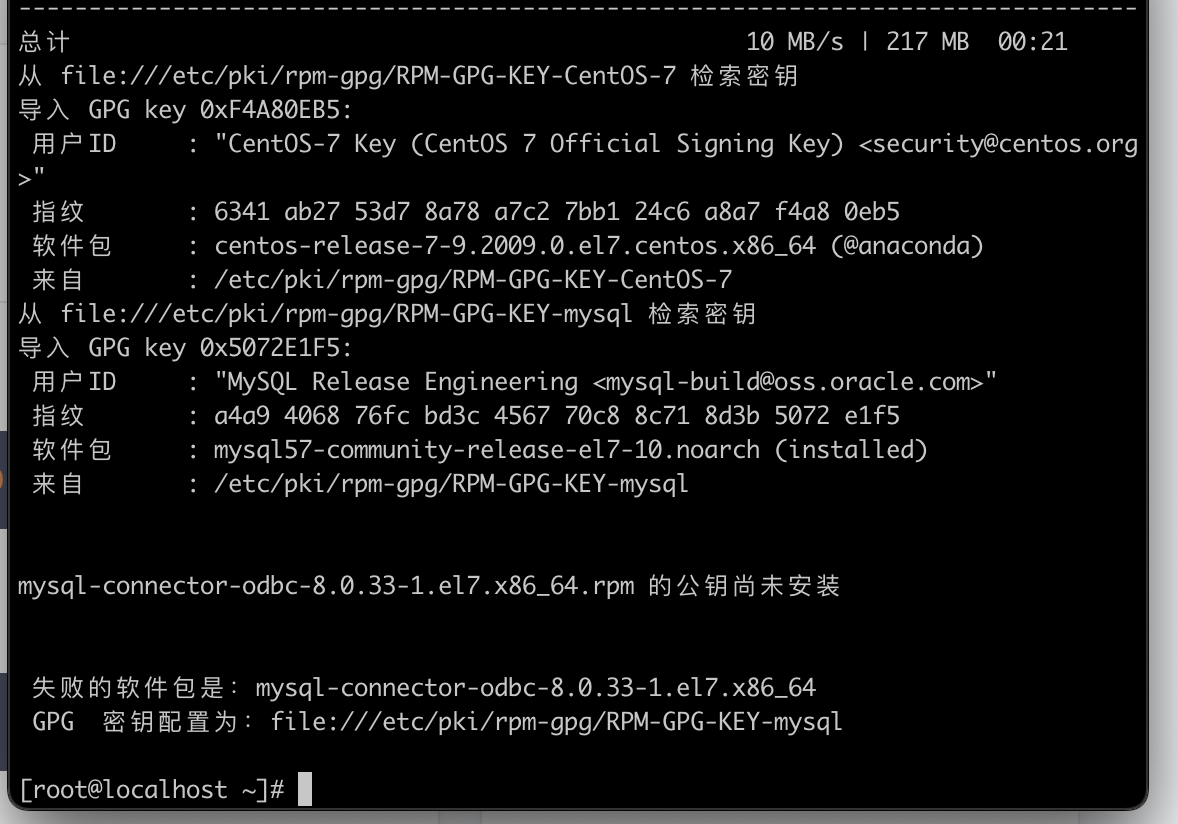 --------------------------------------------------------------------------------
总计                                                10 MB/s | 217 MB  00:21
从 file:///etc/pki/rpm-gpg/RPM-GPG-KEY-CentOS-7 检索密钥
导入 GPG key 0xF4A80EB5:
 用户ID     : "CentOS-7 Key (CentOS 7 Official Signing Key) <security@centos.org
>"
 指纹       : 6341 ab27 53d7 8a78 a7c2 7bb1 24c6 a8a7 f4a8 0eb5
 软件包     : centos-release-7-9.2009.0.el7.centos.x86_64 (@anaconda)
 来自       : /etc/pki/rpm-gpg/RPM-GPG-KEY-CentOS-7
从 file:///etc/pki/rpm-gpg/RPM-GPG-KEY-mysql 检索密钥
导入 GPG key 0x5072E1F5:
 用户ID     : "MySQL Release Engineering <mysql-build@oss.oracle.com>"
 指纹       : a4a9 4068 76fc bd3c 4567 70c8 8c71 8d3b 5072 e1f5
 软件包     : mysql57-community-release-el7-10.noarch (installed)
 来自       : /etc/pki/rpm-gpg/RPM-GPG-KEY-mysql
mysql-connector-odbc-8.0.33-1.el7.x86_64.rpm 的公钥尚未安装
 失败的软件包是：mysql-connector-odbc-8.0.33-1.el7.x86_64
 GPG  密钥配置为：file:///etc/pki/rpm-gpg/RPM-GPG-KEY-mysql
[root@localhost ~]#